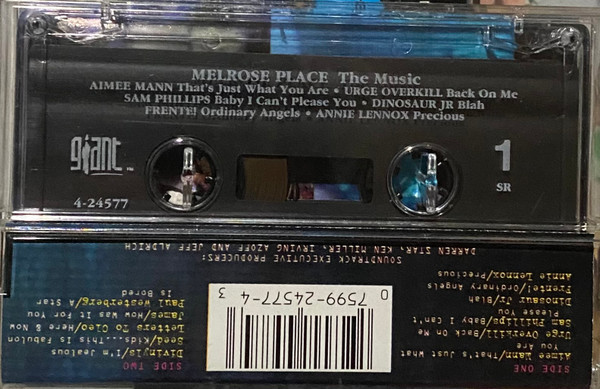 MELROSE PLACE The Music
AIMEE MANN That's Just What You Are • URGE OVERKILL Back On Me
SAM PHILLIPS Baby I Can't Please You • DINOSAUR JR Blah
FRENTE! Ordinary Angels • ANNIE LENNOX Precious
giant ™
1
SR
4-24577
SIDE ONE
Aimee Mann/That's Just What
You Are
Urge Overkill/Back On Me
Sam Phillips/Baby I Can't
Please You
Dinosaur Jr/Blah
Frente!/Ordinary Angels
Annie Lennox/Precious
0 7599-24577-4 3
SIDE TWO
Divinyls/I'm Jealous
Seed/Kids...This Is Fabulon
Letters To Cleo/Here & Now
James/How Was It For You
Paul Westerberg/A Star
Is Bored
SOUNDTRACK EXECUTIVE PRODUCERS:
DARREN STAR, KEN MILLER, IRVING AZOFF AND JEFF ALDRICH